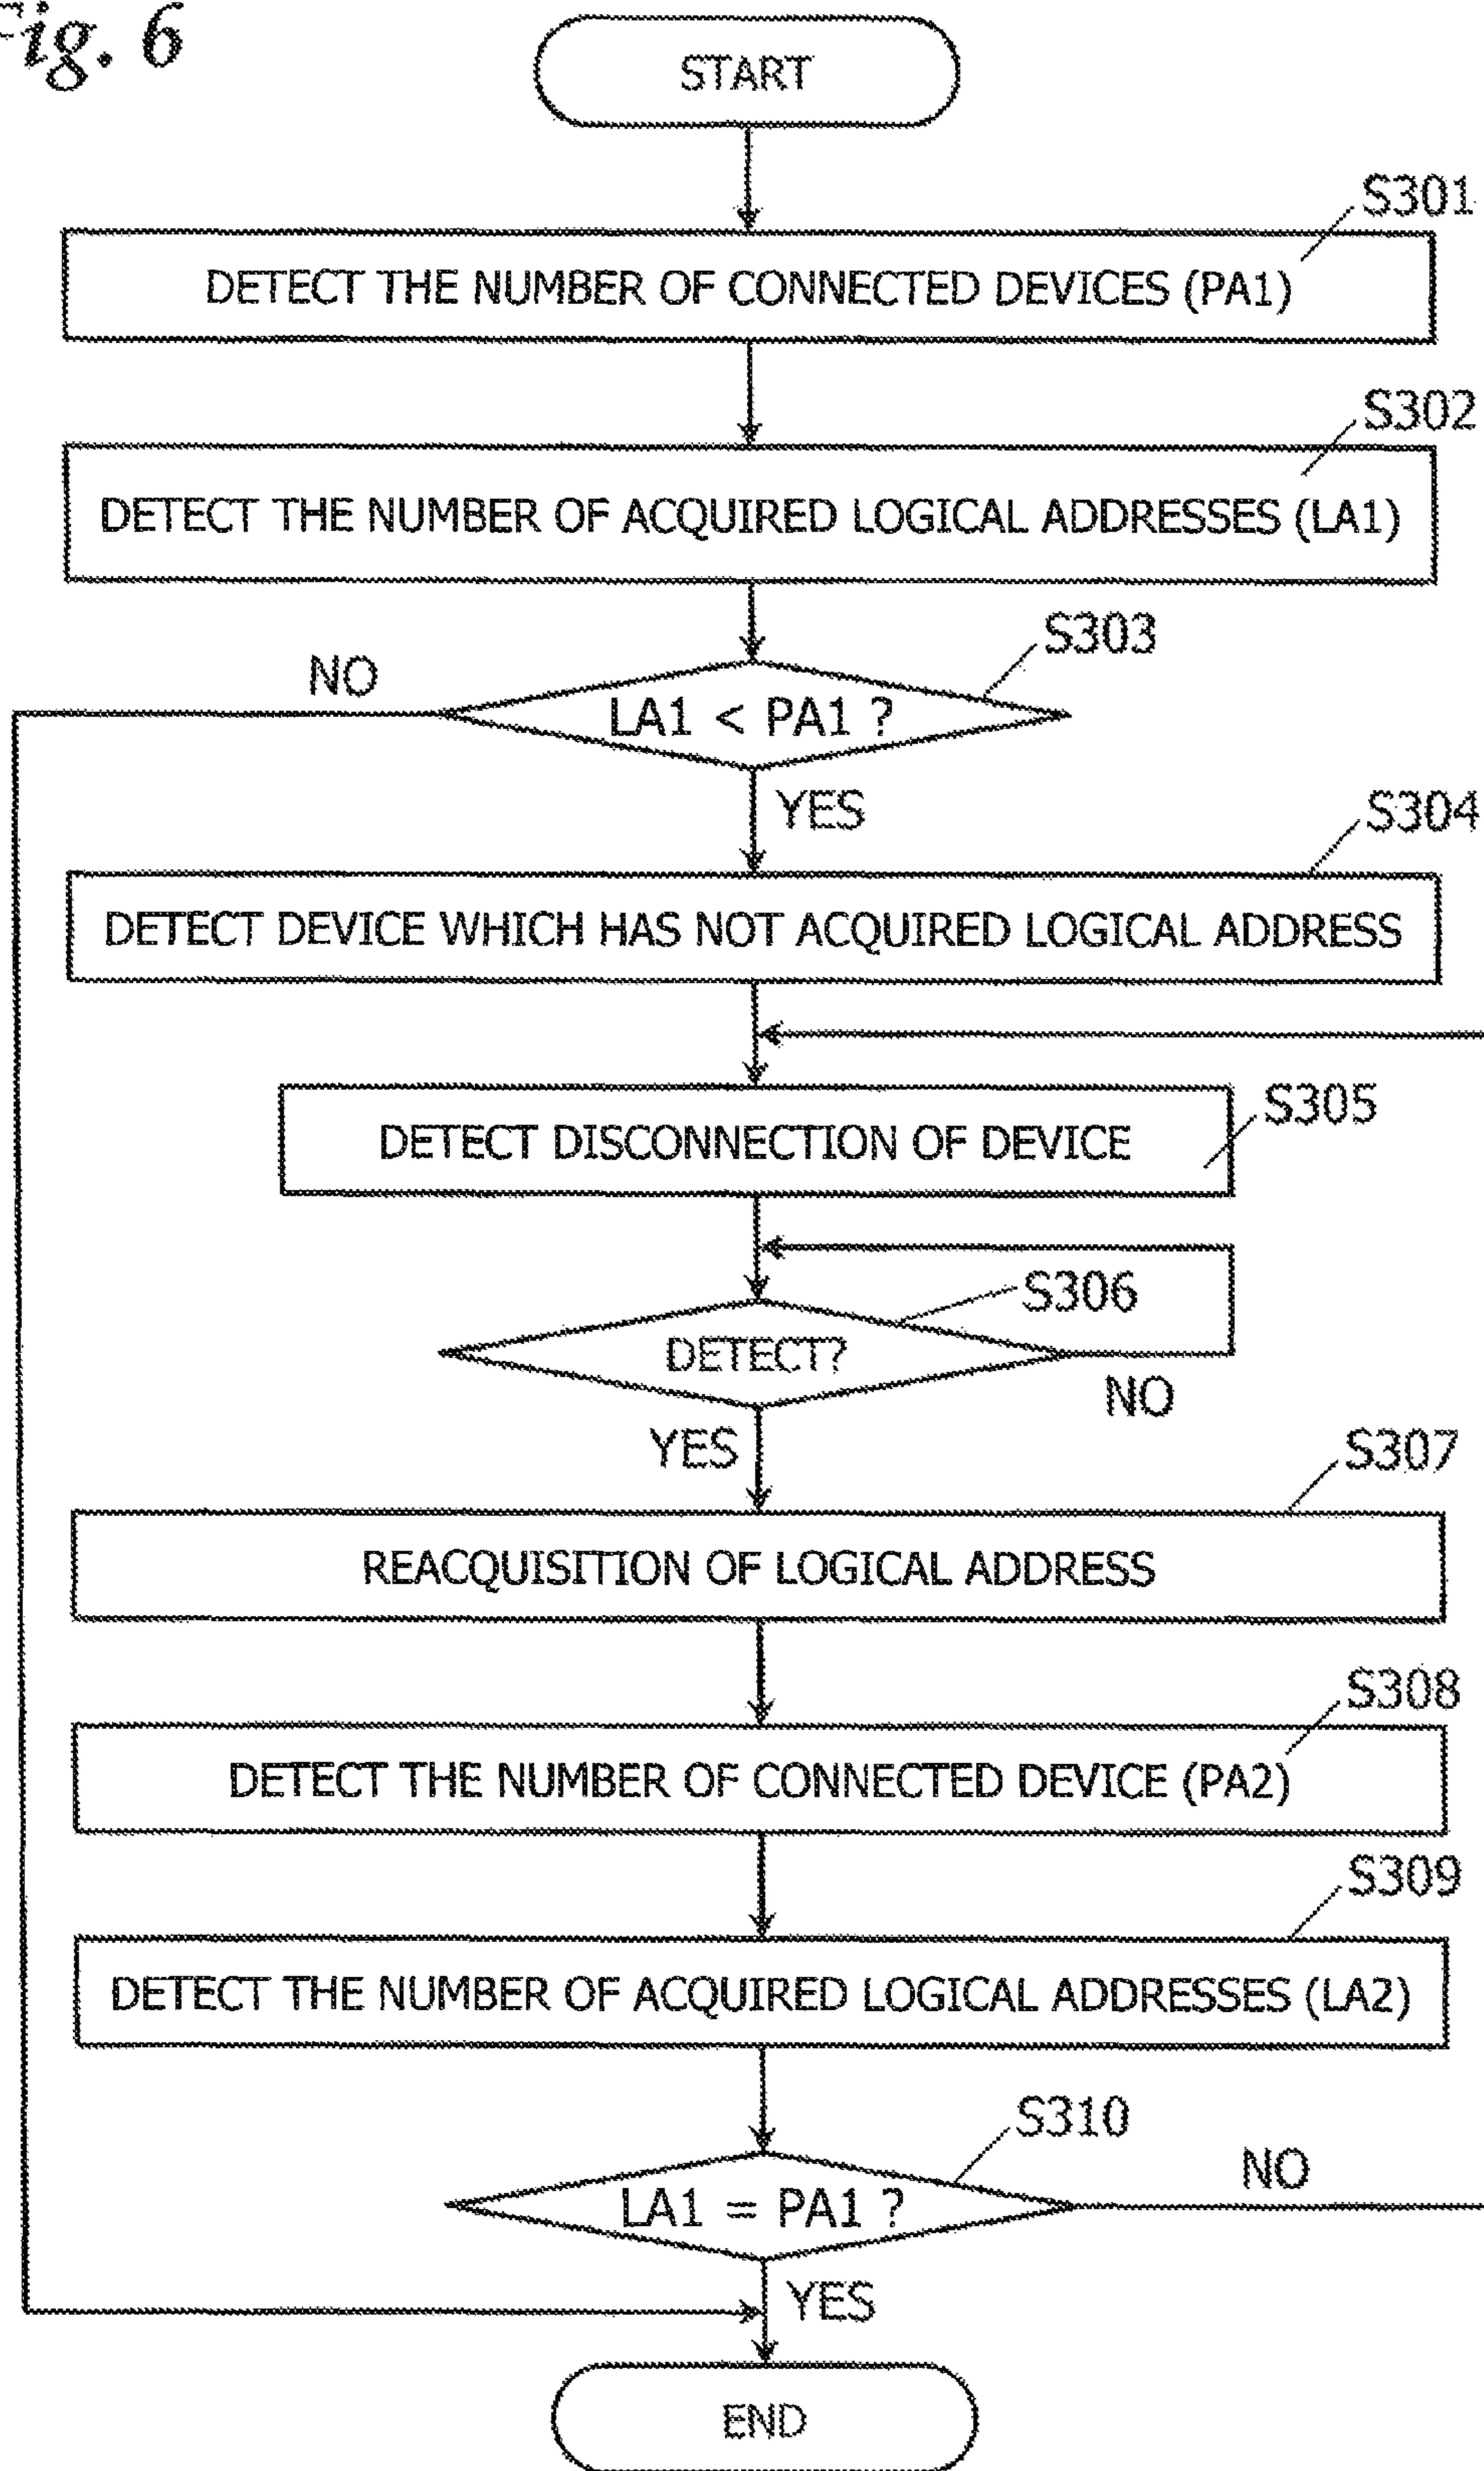 Fig. 6
START
S301
DETECT THE NUMBER OF CONNECTED DEVICES (PA1)
S302
DETECT THE NUMBER OF ACQUIRED LOGICAL ADDRESSES (LA1)
S303
NO
LA1 < PA1 ?
YES
S304
DETECT DEVICE WHICH HAS NOT ACQUIRED LOGICAL ADDRESS
S305
DETECT DISCONNECTION OF DEVICE
S306
DETECT?
NO
YES
S307
REACQUISITION OF LOGICAL ADDRESS
S308
DETECT THE NUMBER OF CONNECTED DEVICE (PA2)
S309
DETECT THE NUMBER OF ACQUIRED LOGICAL ADDRESSES (LA2)
S310
NO
LA1 = PA1 ?
YES
END